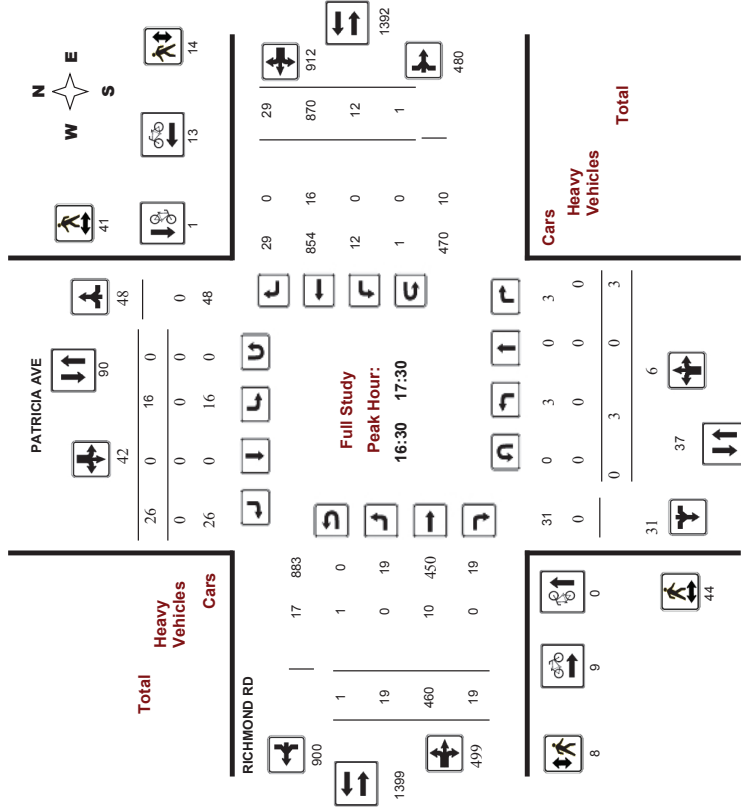 N
W E
S
41
14
1
13
PATRICIA AVE
90
42
48
26 0 16 0
0 0 0 0 0
26 0 16 0 48
Total
Heavy
Vehicles
Cars
1392
912
480
29 0 29
854 16 870
12 0 12
1 0 1
470 10
RICHMOND RD
900
17 883
1 1 0
19 0 19
460 10 450
19 0 19
1399
499
Full Study
Peak Hour:
16:30 17:30
Cars
Heavy
Vehicles
Total
31 0 3 0 3
0 0 0 0 0
0 3 0 3
31
37
6
8
9
0
44